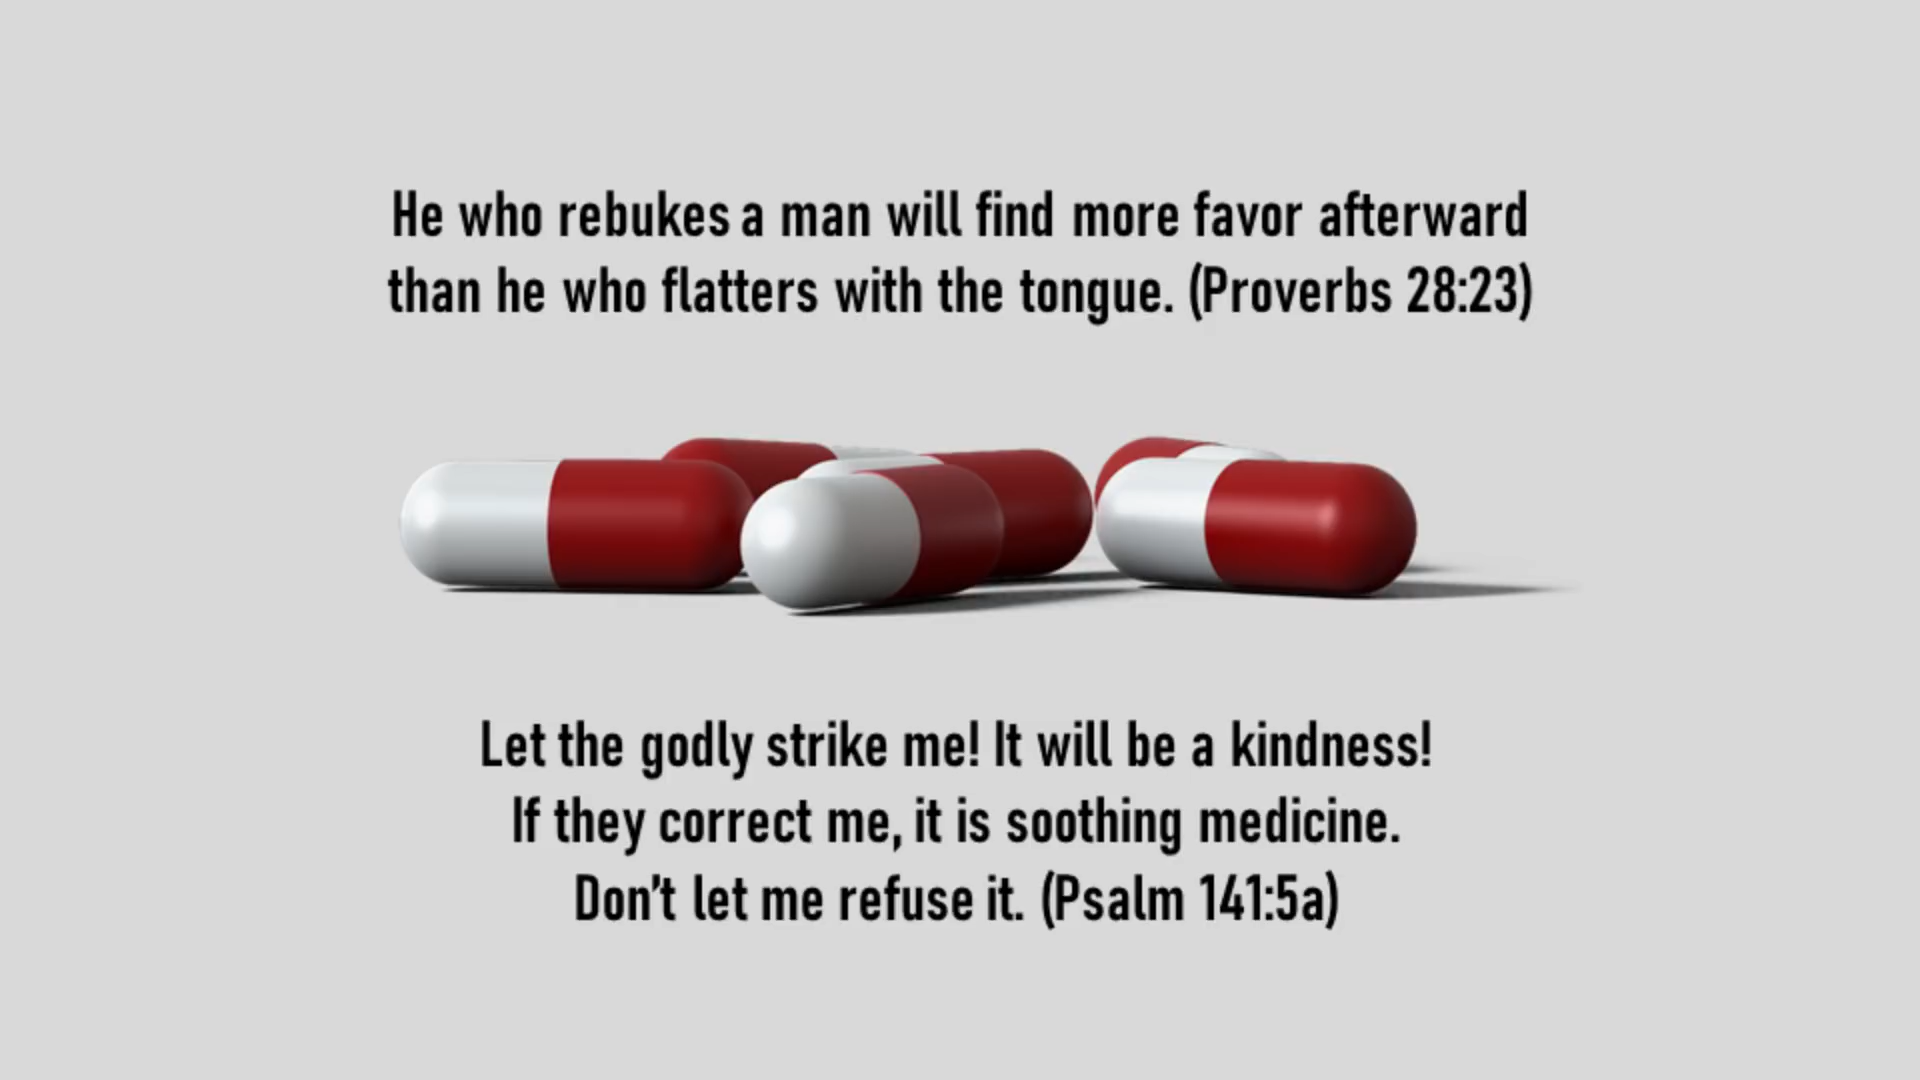 He who rebukes a man will find more favor afterward
than he who flatters with the tongue. (Proverbs 28:23)
Let the godly strike me! It will be a kindness!
If they correct me, it is soothing medicine.
Don't let me refuse it. (Psalm 141:5a)